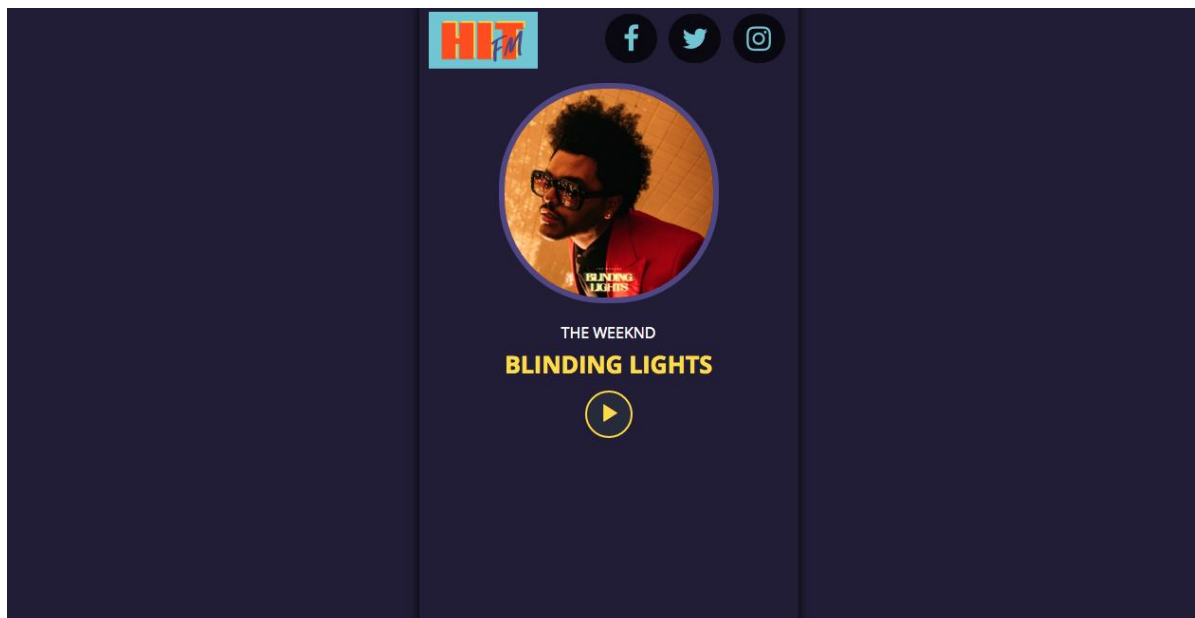 HIT
FM
BLINDING
LIGHTS
THE WEEKND
BLINDING LIGHTS